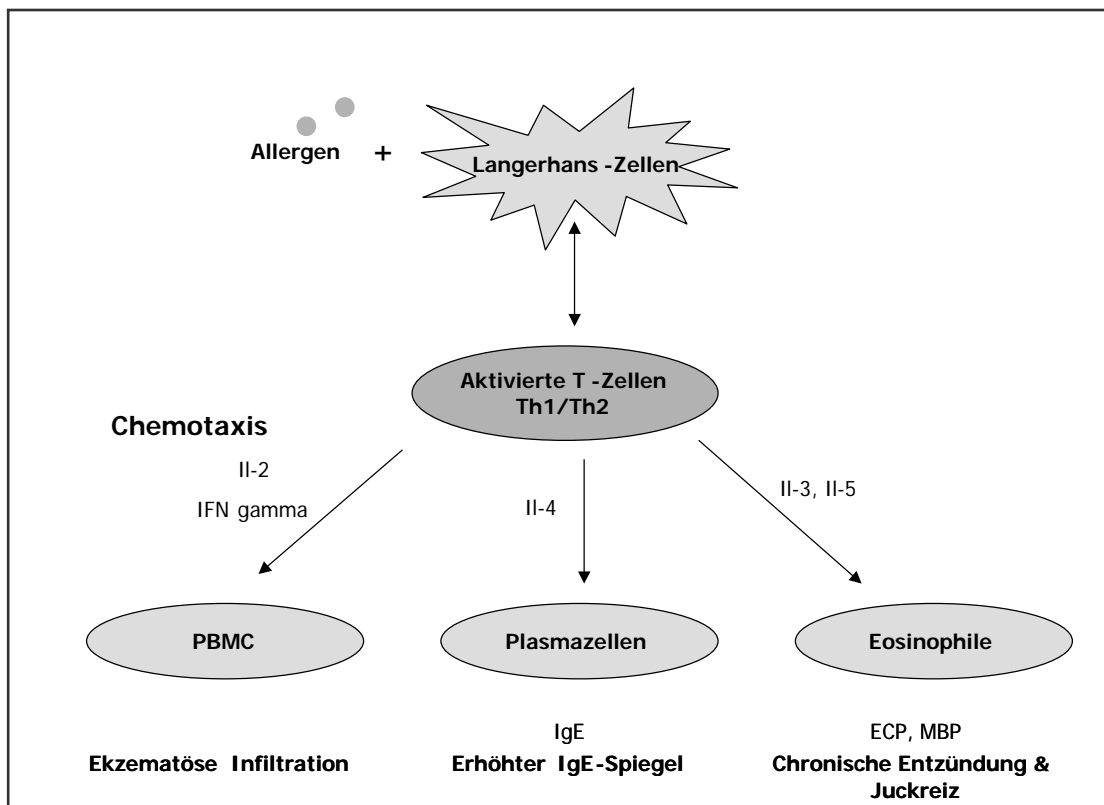 Allergen +
Langerhans -Zellen
Aktivierte T -Zellen
Th1/Th2
Chemotaxis
Il-2
IFN gamma
Il-4
Il-3, Il-5
PBMC
Plasmazellen
Eosinophile
IgE
ECP, MBP
Ekzematöse Infiltration
Erhöhter IgE-Spiegel
Chronische Entzündung &
Juckreiz